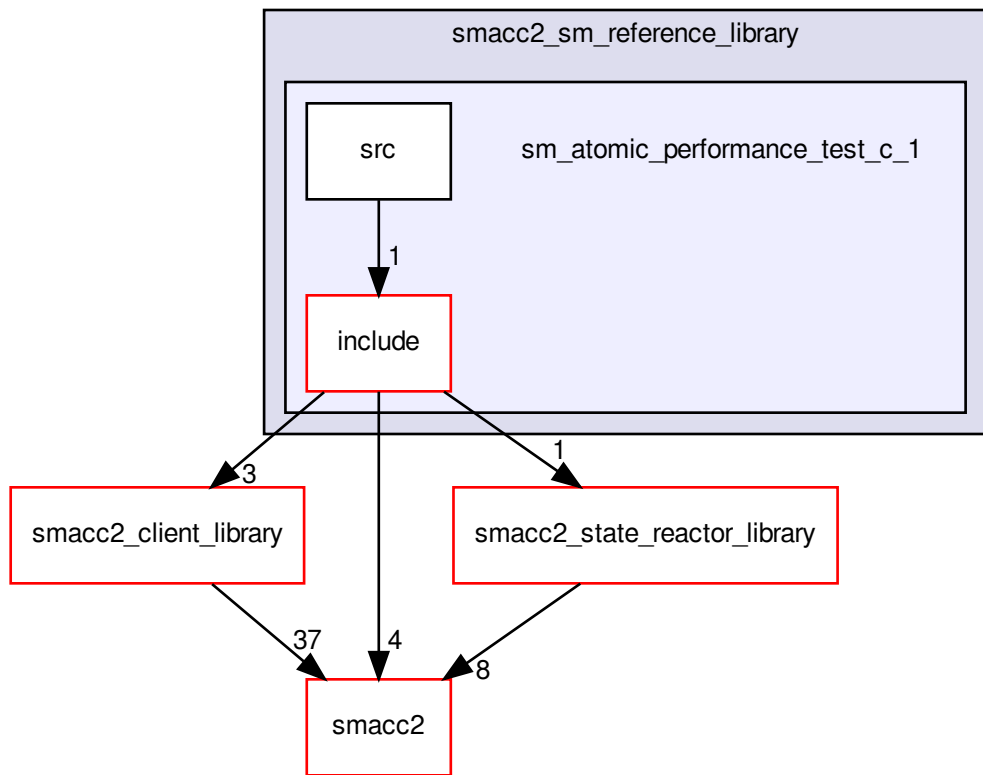 smacc2_sm_reference_library
src
sm_atomic_performance_test_c_1
1
include
3
1
smacc2_client_library
smacc2_state_reactor_library
37
4
8
smacc2